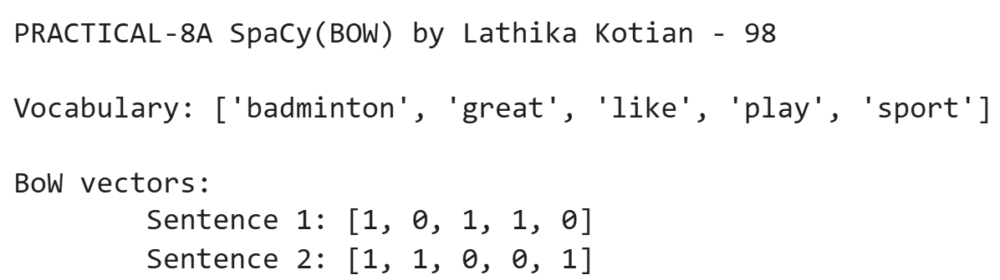 PRACTICAL-8A SpaCy(BOW) by Lathika Kotian - 98
Vocabulary: ['badminton', 'great', 'like', 'play', 'sport']
BoW vectors:
Sentence 1: [1, 0, 1, 1, 0]
Sentence 2: [1, 1, 0, 0, 1]